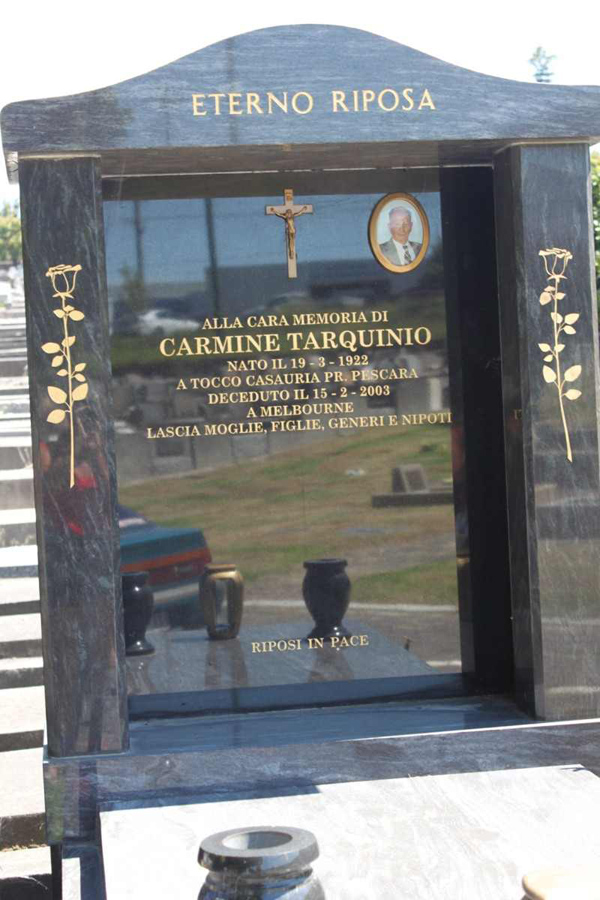 ETERNO RIPOSA
ALLA CARA MEMORIA DI
CARMINE TARQUINIO
NATO IL 19 - 3 - 1922
A TOCCO CASAURIA PR. PESCARA
DECEDUTO IL 15 - 2 - 2003
A MELBOURNE
LASCIA MOGLIE, FIGLIE, GENERI E NIPOTI
RIPOSI IN PACE